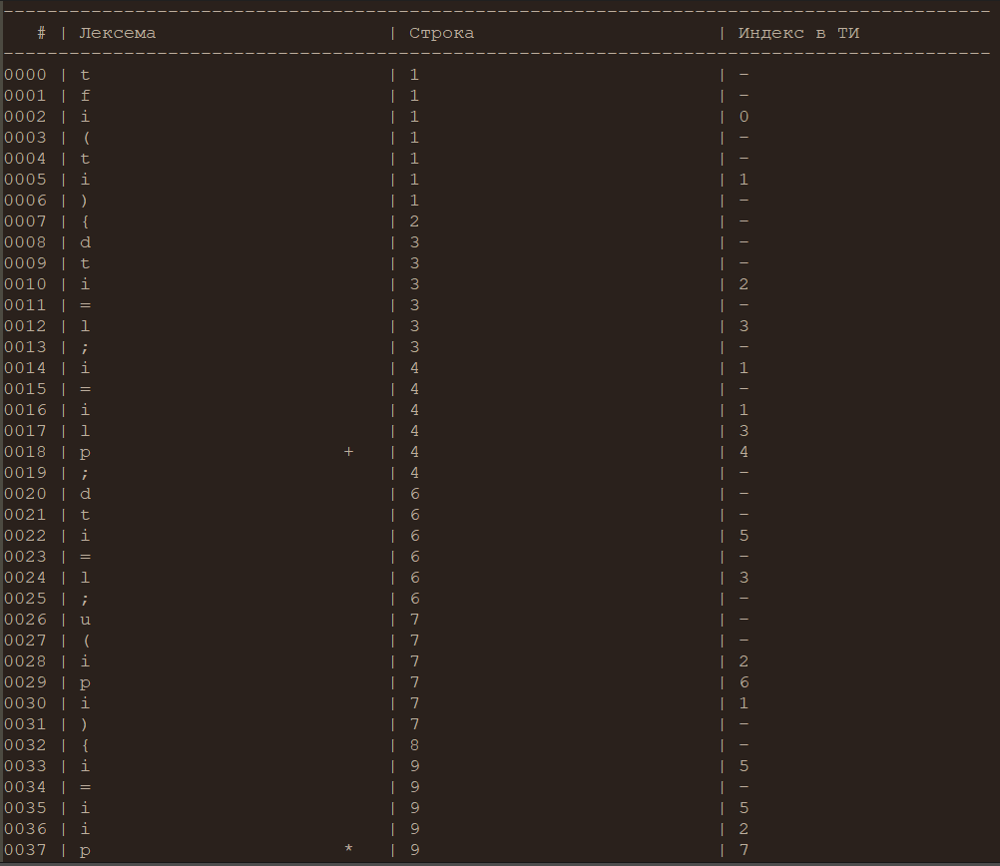 # | Лексема | Строка | Индекс в ТИ
0000 | t | 1 | –
0001 | f | 1 | –
0002 | i | 1 | 0
0003 | ( | 1 | –
0004 | t | 1 | –
0005 | i | 1 | 1
0006 | ) | 1 | –
0007 | { | 2 | –
0008 | d | 3 | –
0009 | t | 3 | –
0010 | i | 3 | 2
0011 | = | 3 | –
0012 | l | 3 | 3
0013 | ; | 3 | –
0014 | i | 4 | 1
0015 | = | 4 | –
0016 | i | 4 | 1
0017 | l | 4 | 3
0018 | p + | 4 | 4
0019 | ; | 4 | –
0020 | d | 6 | –
0021 | t | 6 | –
0022 | i | 6 | 5
0023 | = | 6 | –
0024 | l | 6 | 3
0025 | ; | 6 | –
0026 | u | 7 | –
0027 | ( | 7 | –
0028 | i | 7 | 2
0029 | p | 7 | 6
0030 | i | 7 | 1
0031 | ) | 7 | –
0032 | { | 8 | –
0033 | i | 9 | 5
0034 | = | 9 | –
0035 | i | 9 | 5
0036 | i | 9 | 2
0037 | p * | 9 | 7